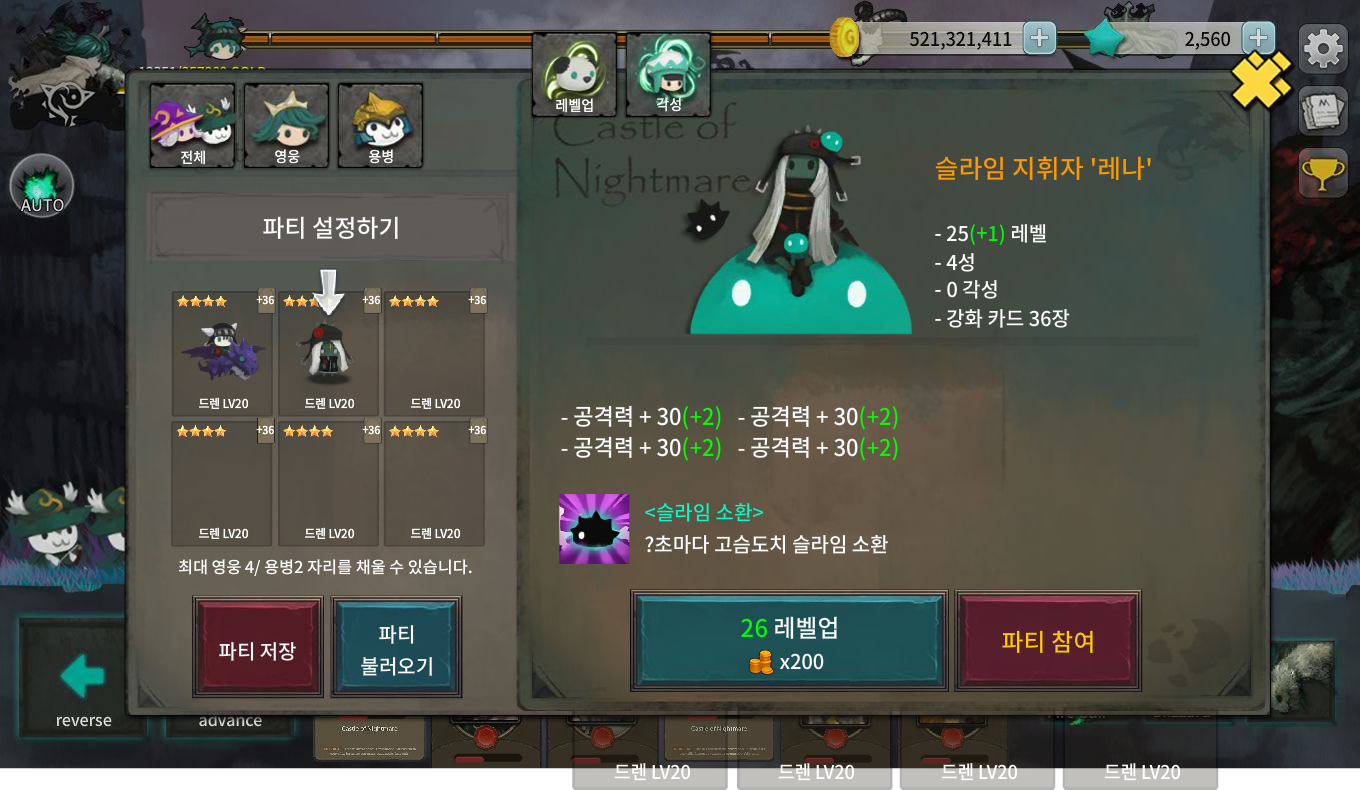 521,321,411
2,560
AUTO
레벨업
각성
전체
영웅
용병
Castle of
Nightmare
슬라임 지휘자 '레나'
- 25(+1) 레벨
- 4성
- 0 각성
- 강화 카드 36장
파티 설정하기
+36
+36
+36
드렌 LV20
드렌 LV20
드렌 LV20
+36
+36
+36
드렌 LV20
드렌 LV20
드렌 LV20
최대 영웅 4/ 용병2 자리를 채울 수 있습니다.
파티 저장
파티
불러오기
- 공격력 + 30(+2) - 공격력 + 30(+2)
- 공격력 + 30(+2) - 공격력 + 30(+2)
<슬라임 소환>
?초마다 고슴도치 슬라임 소환
26 레벨업
x200
파티 참여
reverse
advance
Castle of Nightmare
Castle of Nightmare
드렌 LV20
드렌 LV20
드렌 LV20
드렌 LV20